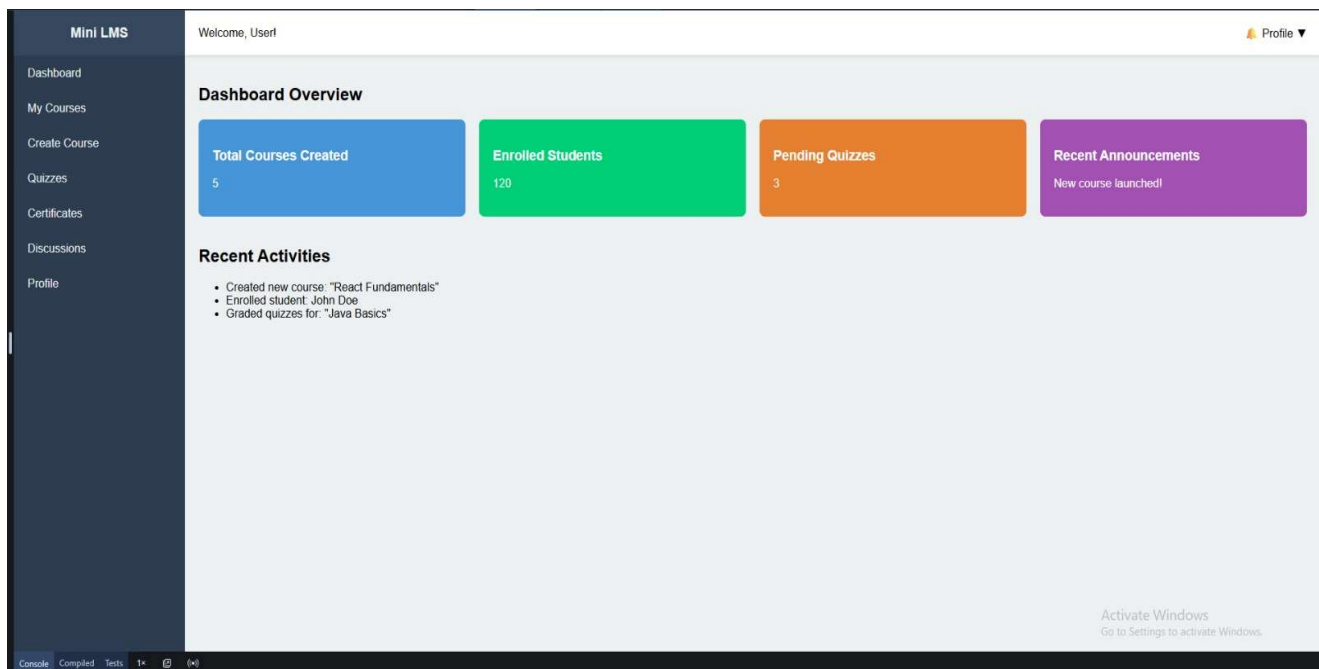 Mini LMS
Welcome, User!
🔔 Profile ▼
Dashboard
My Courses
Create Course
Quizzes
Certificates
Discussions
Profile
Dashboard Overview
Total Courses Created
5
Enrolled Students
120
Pending Quizzes
3
Recent Announcements
New course launched!
Recent Activities
• Created new course: "React Fundamentals"
• Enrolled student: John Doe
• Graded quizzes for: "Java Basics"
Activate Windows
Go to Settings to activate Windows.
Console Compiled Tests 1×